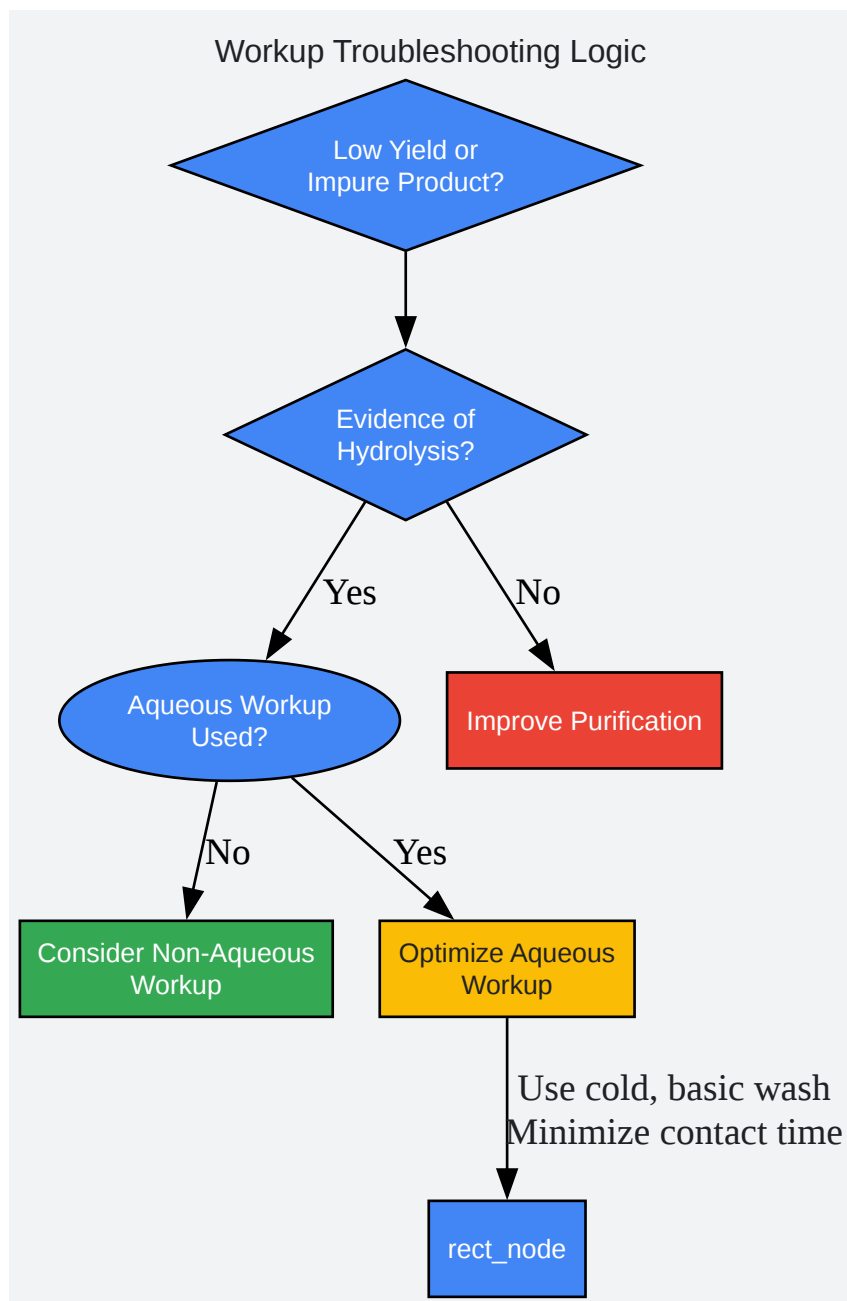 Workup Troubleshooting Logic
Low Yield or
Impure Product?
Evidence of
Hydrolysis?
Yes
No
Aqueous Workup
Used?
Improve Purification
No
Yes
Consider Non-Aqueous
Workup
Optimize Aqueous
Workup
Use cold, basic wash
Minimize contact time
rect_node